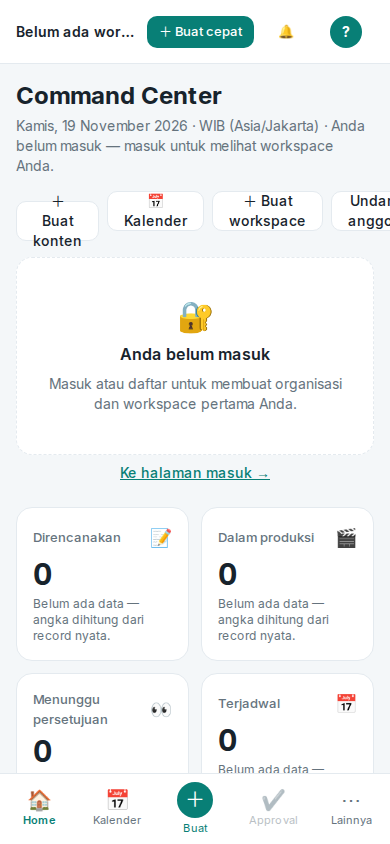 Belum ada wor...
+ Buat cepat
?
Command Center
Kamis, 19 November 2026 · WIB (Asia/Jakarta) · Anda
belum masuk — masuk untuk melihat workspace
Anda.
+
Buat
konten
Kalender
+ Buat
workspace
Undan
anggo
Anda belum masuk
Masuk atau daftar untuk membuat organisasi
dan workspace pertama Anda.
Ke halaman masuk →
Direncanakan
0
Belum ada data —
angka dihitung dari
record nyata.
Dalam produksi
0
Belum ada data —
angka dihitung dari
record nyata.
Menunggu
persetujuan
0
Terjadwal
0
Belum ada data —
Home
Kalender
Buat
Approval
Lainnya